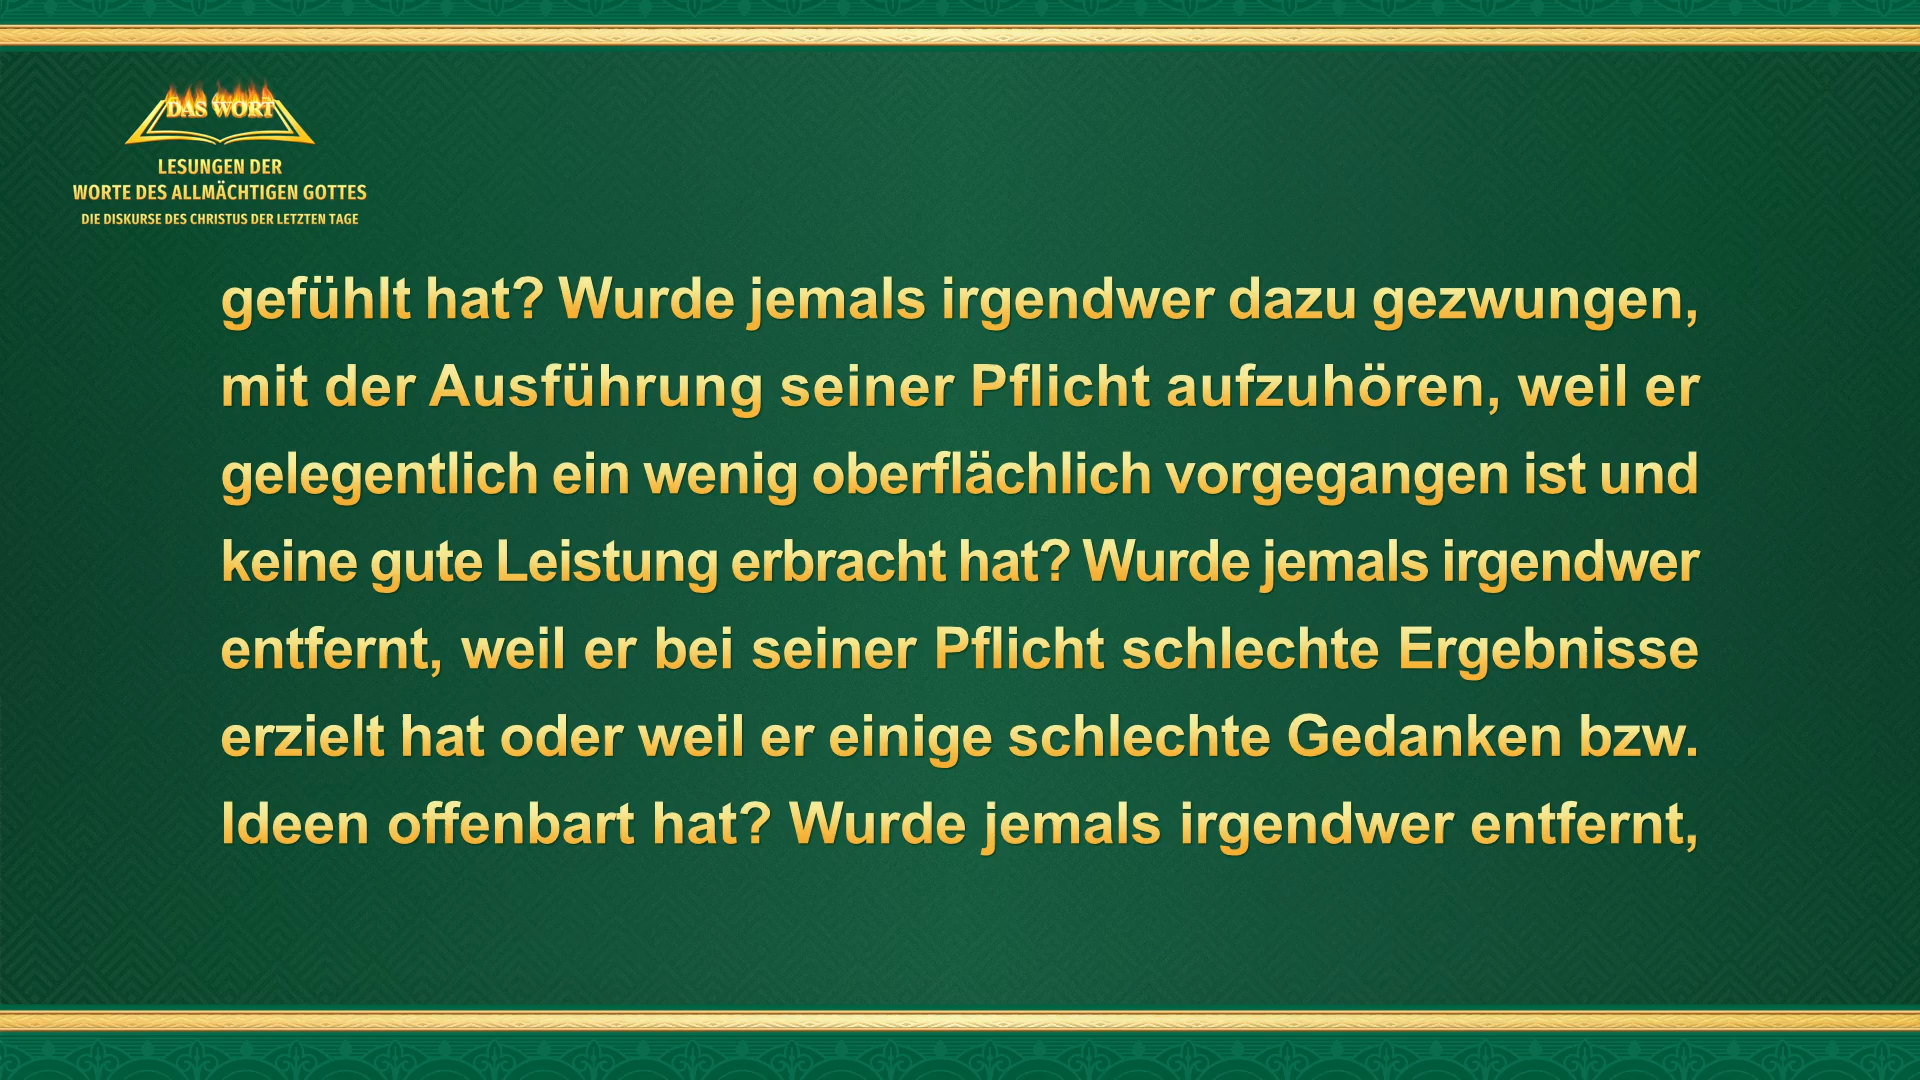 DAS WORT
LESUNGEN DER
WORTE DES ALLMÄCHTIGEN GOTTES
DIE DISKURSE DES CHRISTUS DER LETZTEN TAGE
gefühlt hat? Wurde jemals irgendwer dazu gezwungen,
mit der Ausführung seiner Pflicht aufzuhören, weil er
gelegentlich ein wenig oberflächlich vorgegangen ist und
keine gute Leistung erbracht hat? Wurde jemals irgendwer
entfernt, weil er bei seiner Pflicht schlechte Ergebnisse
erzielt hat oder weil er einige schlechte Gedanken bzw.
Ideen offenbart hat? Wurde jemals irgendwer entfernt,